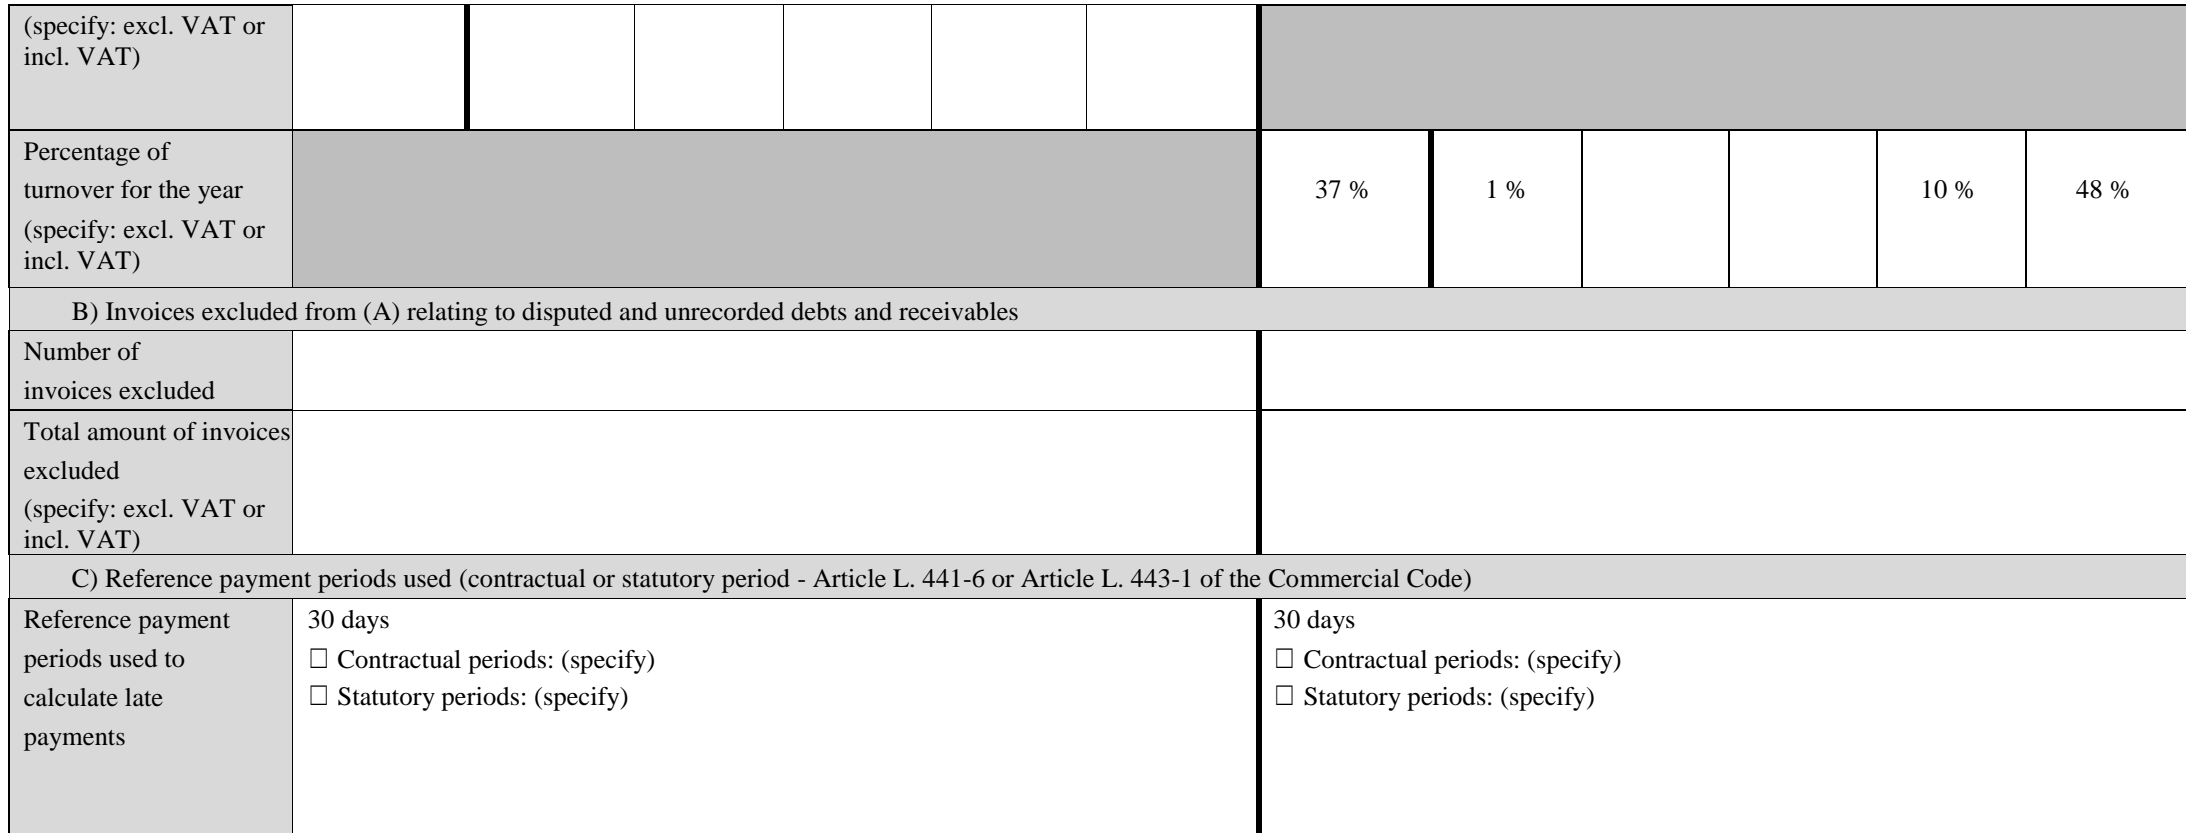 (specify: excl. VAT or
incl. VAT)
Percentage of
turnover for the year
(specify: excl. VAT or
incl. VAT)
37 % 1 % 10 % 48 %
B) Invoices excluded from (A) relating to disputed and unrecorded debts and receivables
Number of
invoices excluded
Total amount of invoices
excluded
(specify: excl. VAT or
incl. VAT)
C) Reference payment periods used (contractual or statutory period - Article L. 441-6 or Article L. 443-1 of the Commercial Code)
Reference payment
periods used to
calculate late
payments
30 days
☐ Contractual periods: (specify)
☐ Statutory periods: (specify)
30 days
☐ Contractual periods: (specify)
☐ Statutory periods: (specify)